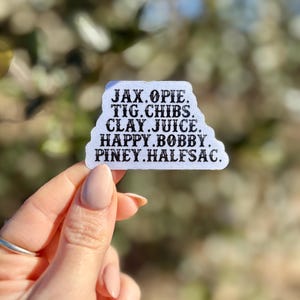 JAX.OPIE.
TIG.CHIBS.
CLAY.JUICE.
HAPPY.BOBBY.
PINEY.HALFSAC.